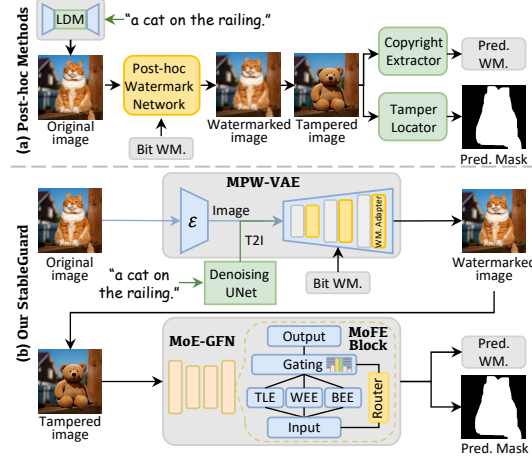 (a) Post-hoc Methods
LDM
“a cat on the railing.”
Original
image
Post-hoc
Watermark
Network
Bit WM.
Watermarked
image
Tampered
image
Copyright
Extractor
Pred.
WM.
Tamper
Locator
Pred. Mask
(b) Our StableGuard
MPW-VAE
Original
image
ℰ
Image
T2I
“a cat on
the railing.”
Denoising
UNet
WM. Adapter
Bit WM.
Watermarked
image
Tampered
image
MoE-GFN
MoFE
Block
Output
Gating
TLE
WEE
BEE
Input
Router
Pred.
WM.
Pred. Mask